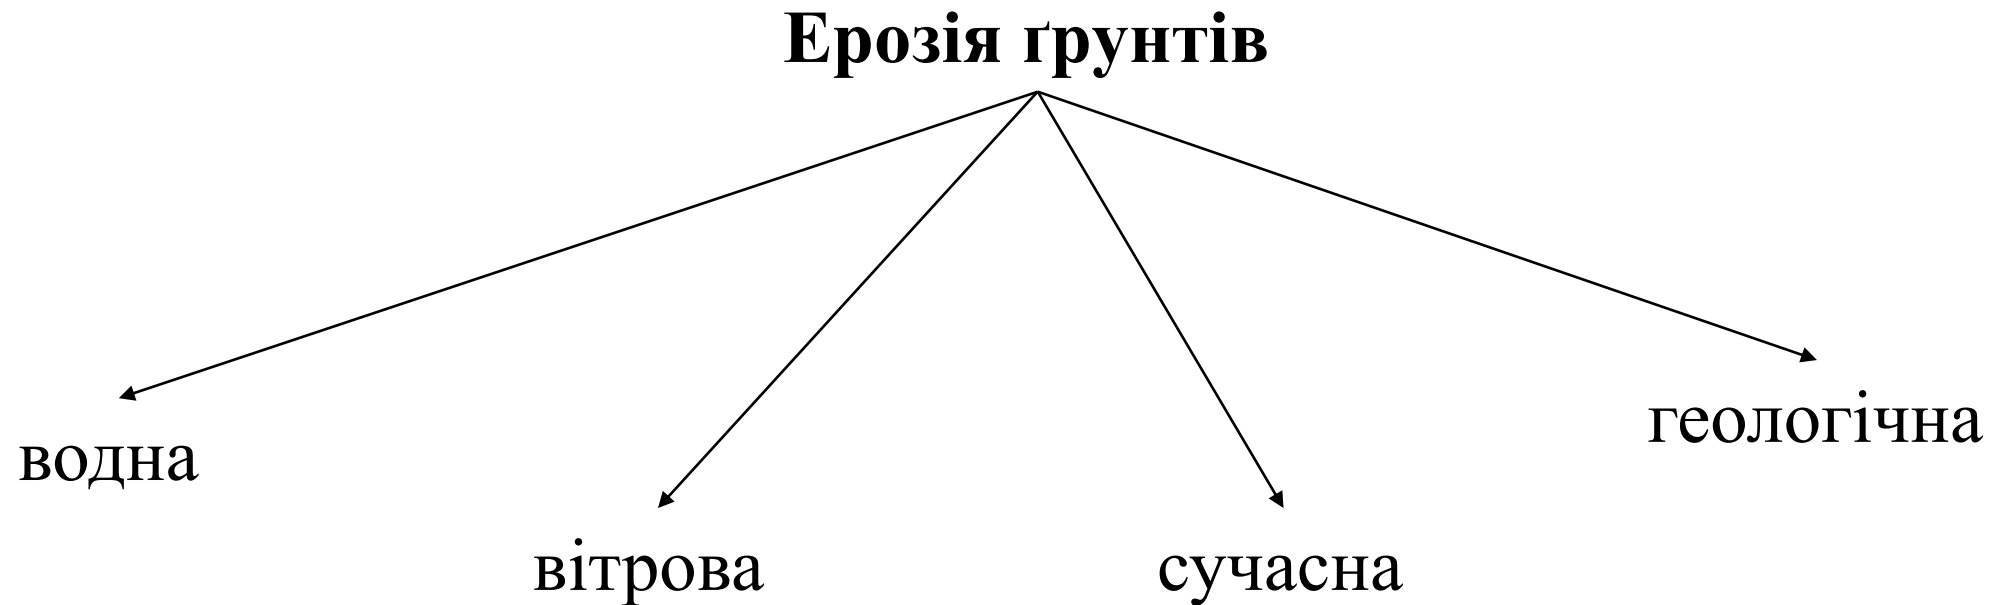 Ерозія ґрунтів
водна
вітрова
сучасна
геологічна